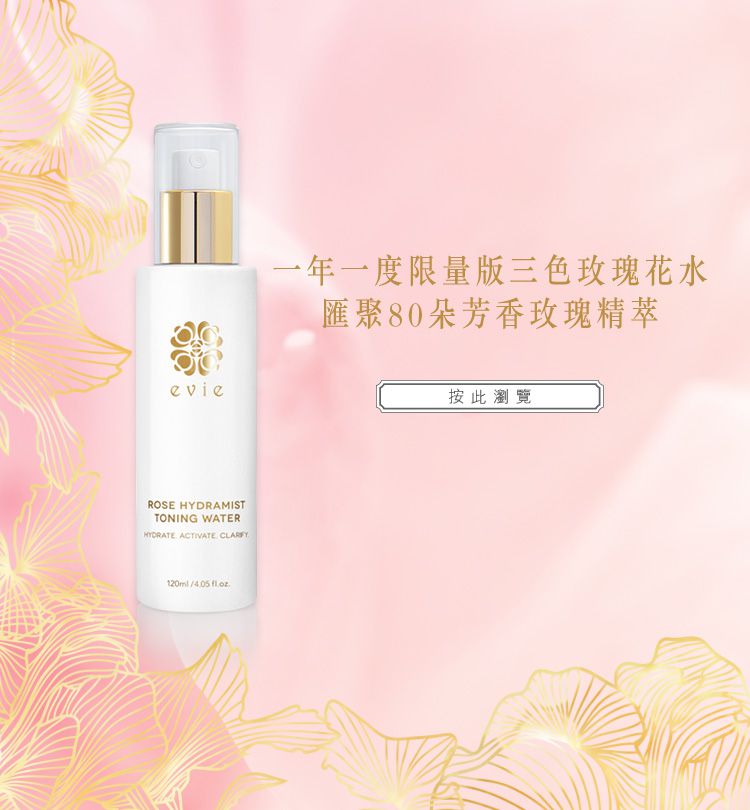 一年一度限量版三色玫瑰花水
匯聚80朵芳香玫瑰精萃
按此瀏覽
evie
ROSE HYDRAMIST
TONING WATER
HYDRATE. ACTIVATE. CLARIFY.
120ml / 4.05 fl.oz.